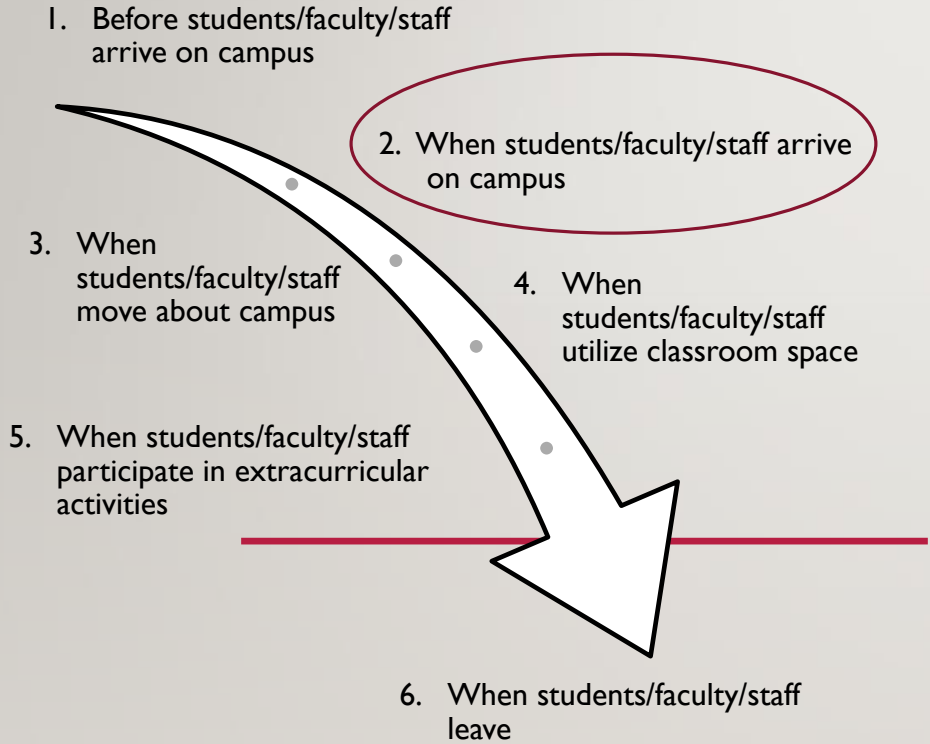 1. Before students/faculty/staff
arrive on campus
2. When students/faculty/staff arrive
on campus
3. When
students/faculty/staff
move about campus
4. When
students/faculty/staff
utilize classroom space
5. When students/faculty/staff
participate in extracurricular
activities
6. When students/faculty/staff
leave